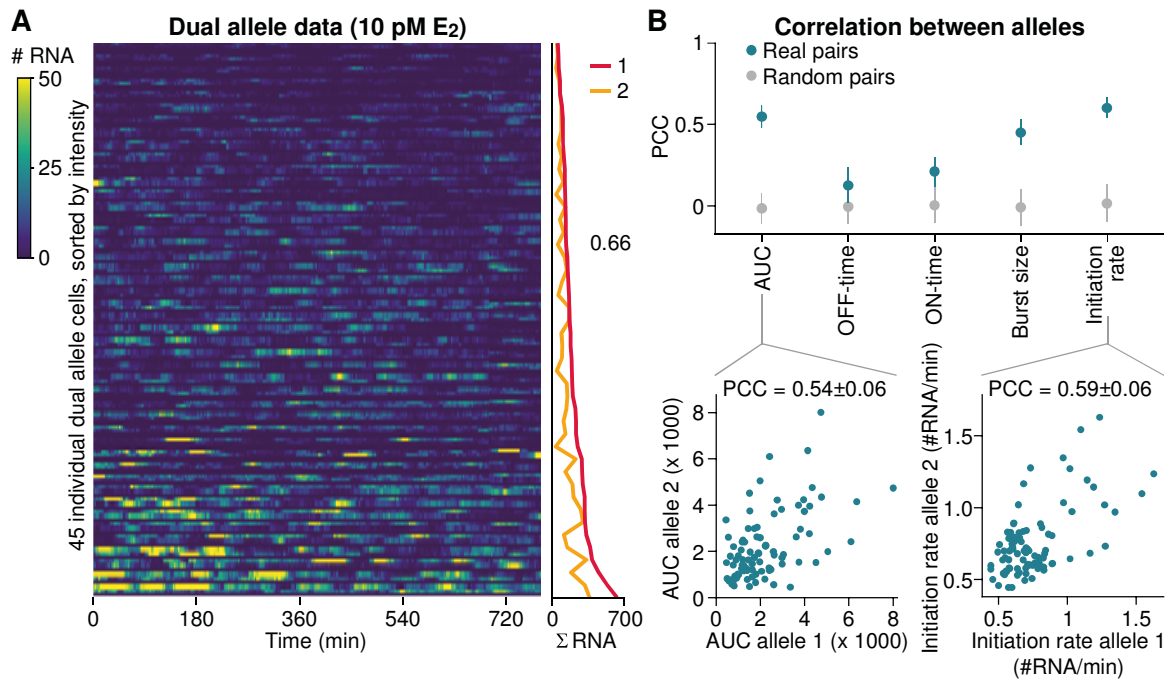 A
Dual allele data (10 pM E₂)
# RNA
50
25
0
45 individual dual allele cells, sorted by intensity
0 180 360 540 720
Time (min)
1
2
0.66
0 700
Σ RNA
B
Correlation between alleles
Real pairs
Random pairs
PCC
1
0.5
0
AUC
OFF-time
ON-time
Burst size
Initiation
rate
PCC = 0.54±0.06
AUC allele 2 (x 1000)
8
6
4
2
0
0 2 4 6 8
AUC allele 1 (x 1000)
PCC = 0.59±0.06
Initiation rate allele 2 (#RNA/min)
1.5
1.0
0.5
0.5 1 1.5
Initiation rate allele 1
(#RNA/min)